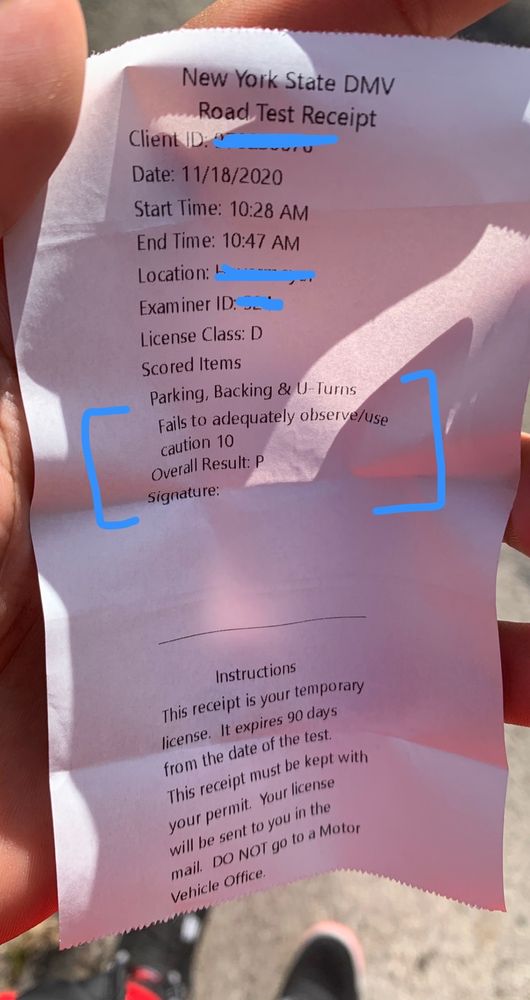 New York State DMV
Road Test Receipt
Client ID:
Date: 11/18/2020
Start Time: 10:28 AM
End Time: 10:47 AM
Location:
Examiner ID:
License Class: D
Scored Items
Parking, Backing & U-Turns
Fails to adequately observe/use
caution 10
Overall Result: P
Signature:
Instructions
This receipt is your temporary
license. It expires 90 days
from the date of the test.
This receipt must be kept with
your permit. Your license
will be sent to you in the
mail. DO NOT go to a Motor
Vehicle Office.